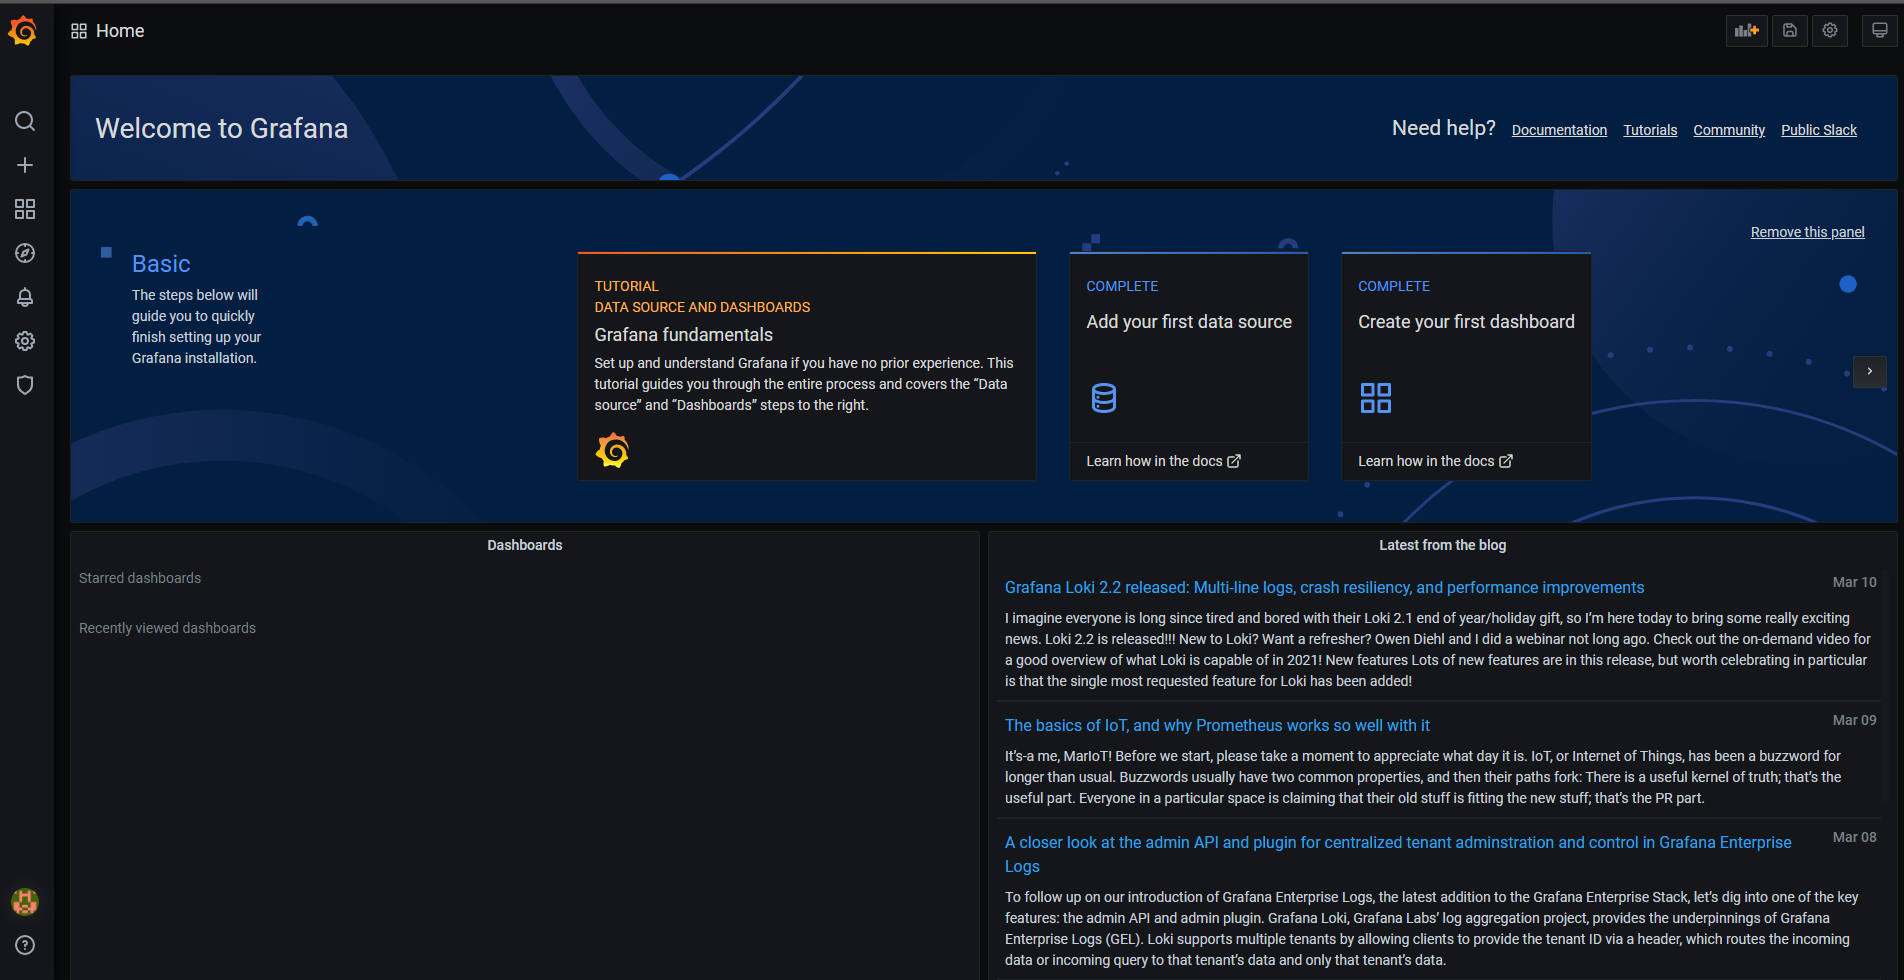 Home
Welcome to Grafana
Need help? Documentation Tutorials Community Public Slack
Remove this panel
Basic
The steps below will
guide you to quickly
finish setting up your
Grafana installation.
TUTORIAL
DATA SOURCE AND DASHBOARDS
Grafana fundamentals
Set up and understand Grafana if you have no prior experience. This
tutorial guides you through the entire process and covers the “Data
source” and “Dashboards” steps to the right.
COMPLETE
Add your first data source
Learn how in the docs
COMPLETE
Create your first dashboard
Learn how in the docs
Dashboards
Starred dashboards
Recently viewed dashboards
Latest from the blog
Grafana Loki 2.2 released: Multi-line logs, crash resiliency, and performance improvements
Mar 10
I imagine everyone is long since tired and bored with their Loki 2.1 end of year/holiday gift, so I’m here today to bring some really exciting
news. Loki 2.2 is released!!! New to Loki? Want a refresher? Owen Diehl and I did a webinar not long ago. Check out the on-demand video for
a good overview of what Loki is capable of in 2021! New features Lots of new features are in this release, but worth celebrating in particular
is that the single most requested feature for Loki has been added!
The basics of IoT, and why Prometheus works so well with it
Mar 09
It’s-a me, MarIoT! Before we start, please take a moment to appreciate what day it is. IoT, or Internet of Things, has been a buzzword for
longer than usual. Buzzwords usually have two common properties, and then their paths fork: There is a useful kernel of truth; that’s the
useful part. Everyone in a particular space is claiming that their old stuff is fitting the new stuff; that’s the PR part.
A closer look at the admin API and plugin for centralized tenant adminstration and control in Grafana Enterprise
Logs
Mar 08
To follow up on our introduction of Grafana Enterprise Logs, the latest addition to the Grafana Enterprise Stack, let’s dig into one of the key
features: the admin API and admin plugin. Grafana Loki, Grafana Labs’ log aggregation project, provides the underpinnings of Grafana
Enterprise Logs (GEL). Loki supports multiple tenants by allowing clients to provide the tenant ID via a header, which routes the incoming
data or incoming query to that tenant’s data and only that tenant’s data.